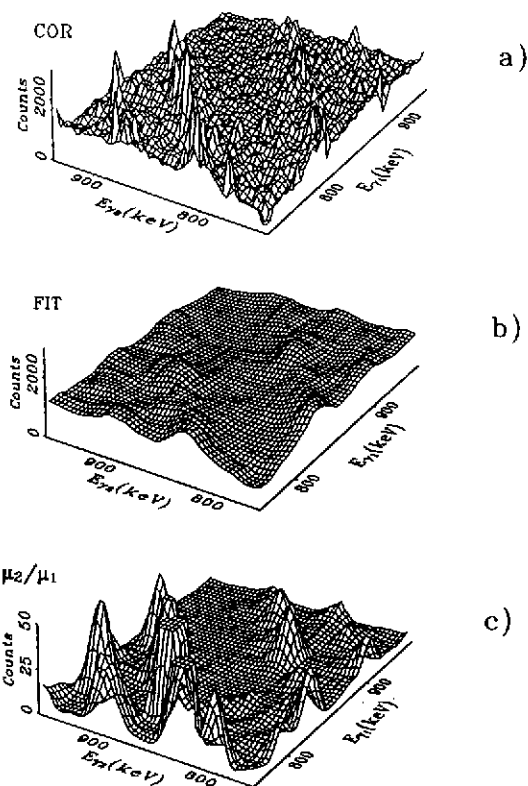 COR
a)
Counts
0 2000
900 800
Eγ₂(keV)
800 800
Eγ₁(keV)
FIT
b)
Counts
0 2000
900 800
Eγ₂(keV)
800 900
Eγ₁(keV)
μ₂/μ₁
c)
Counts
0 25 50
900 800
Eγ₂(keV)
800 900
Eγ₁(keV)